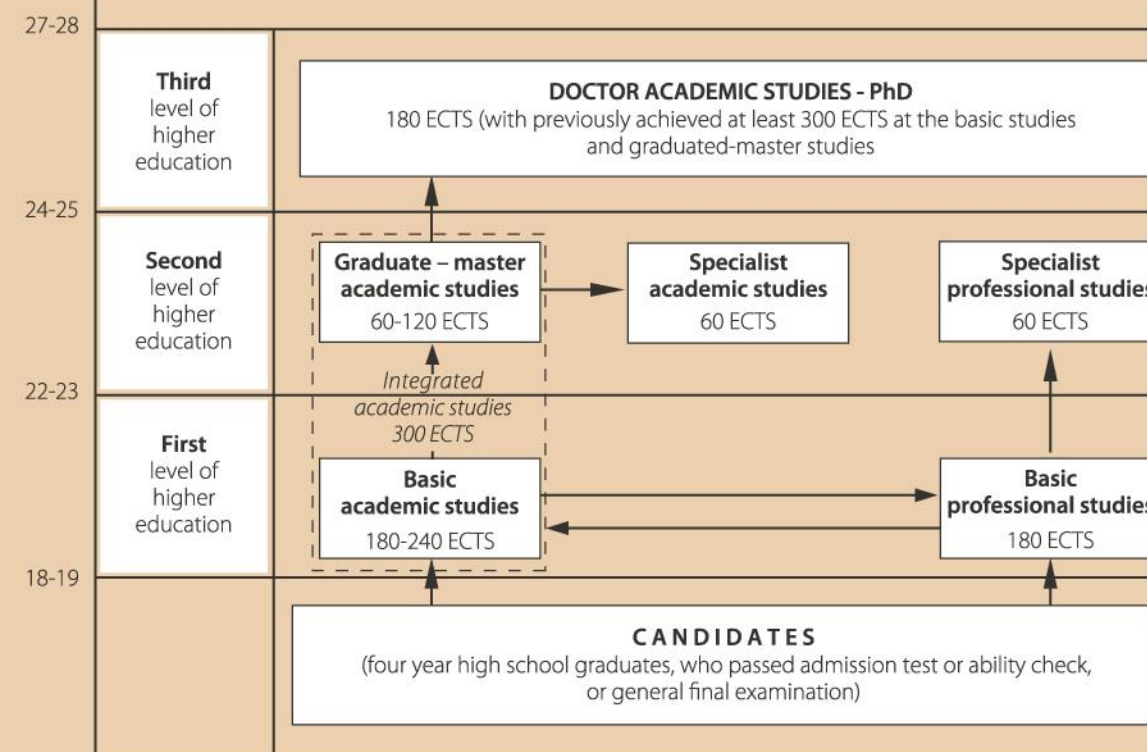 27-28
Third
level of
higher
education
DOCTOR ACADEMIC STUDIES - PhD
180 ECTS (with previously achieved at least 300 ECTS at the basic studies
and graduated-master studies
24-25
Second
level of
higher
education
Graduate – master
academic studies
60-120 ECTS
Specialist
academic studies
60 ECTS
Specialist
professional studies
60 ECTS
22-23
Integrated
academic studies
300 ECTS
First
level of
higher
education
Basic
academic studies
180-240 ECTS
Basic
professional studies
180 ECTS
18-19
CANDIDATES
(four year high school graduates, who passed admission test or ability check,
or general final examination)